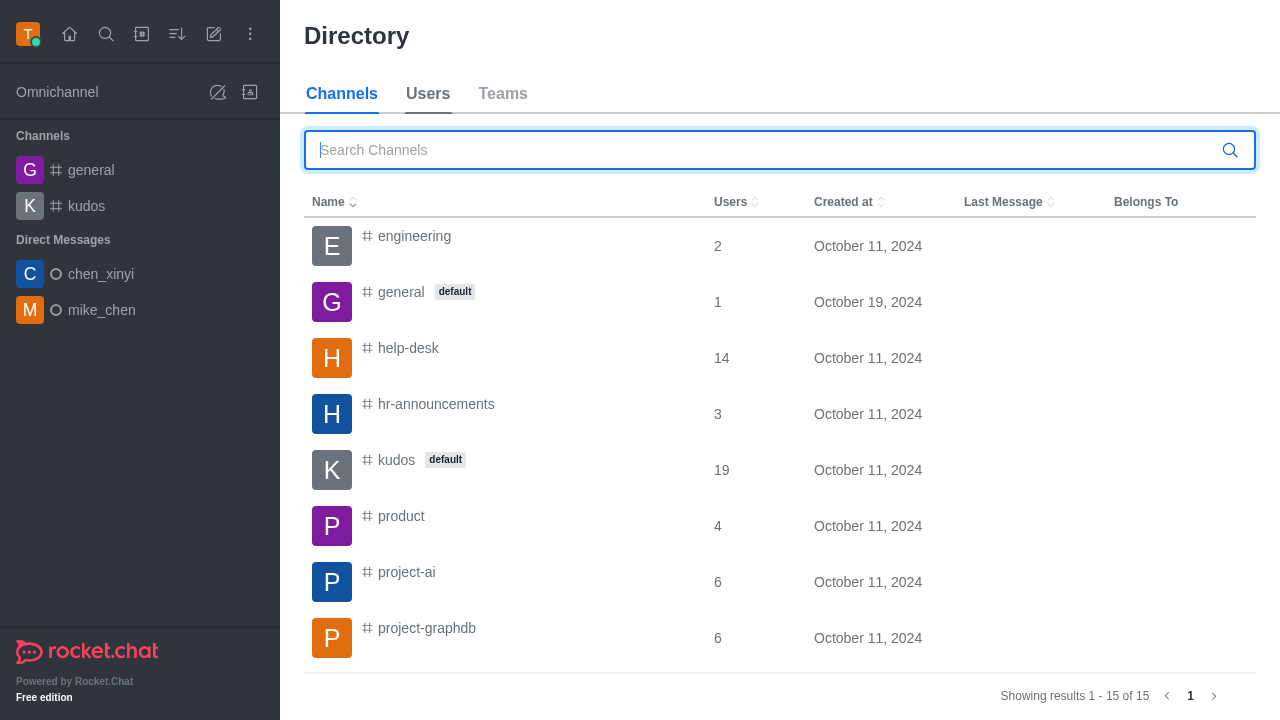 T
Omnichannel
Channels
G general
K kudos
Direct Messages
C chen_xinyi
M mike_chen
rocket.chat
Powered by Rocket.Chat
Free edition
Directory
Channels Users Teams
Search Channels
Name Users Created at Last Message Belongs To
E engineering 2 October 11, 2024
G general default 1 October 19, 2024
H help-desk 14 October 11, 2024
H hr-announcements 3 October 11, 2024
K kudos default 19 October 11, 2024
P product 4 October 11, 2024
P project-ai 6 October 11, 2024
P project-graphdb 6 October 11, 2024
Showing results 1 - 15 of 15 1